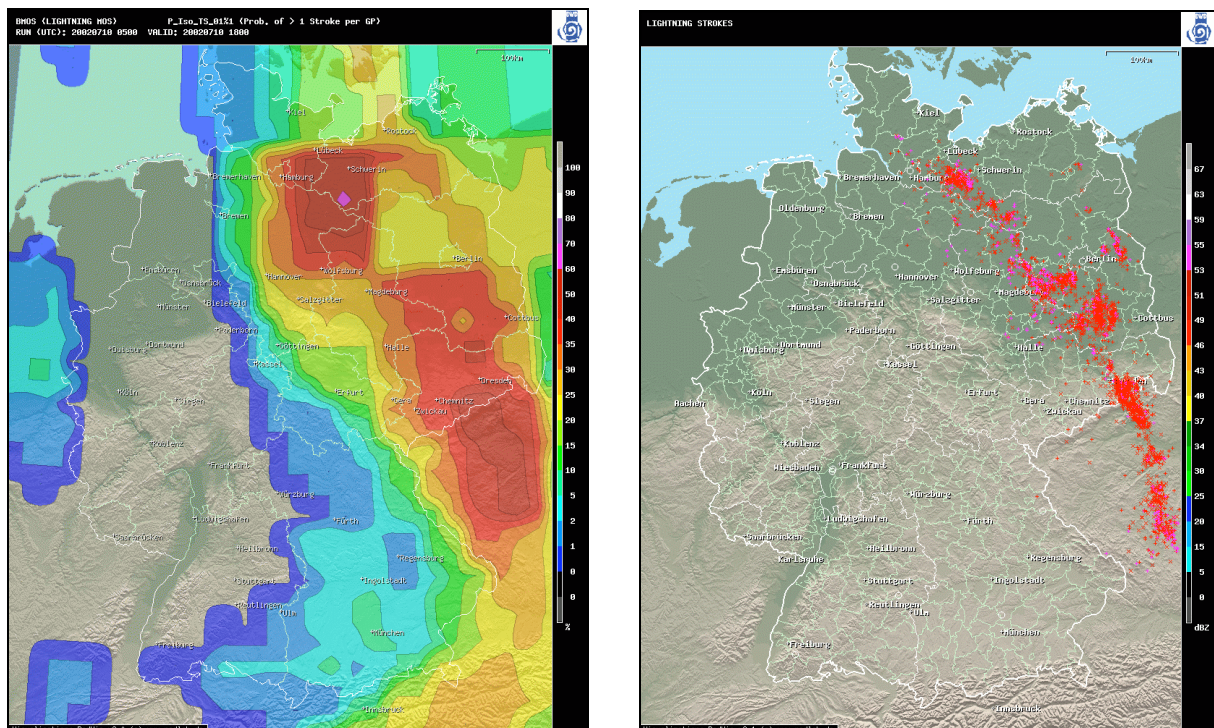 BMOS (LIGHTNING MOS) P_Iso_TS_01%1 (Prob. of > 1 Stroke per GP)
RUN (UTC): 20020710 0500 VALID: 20020710 1800
100km
Kiel
Rostock
Lübeck
Schwerin
Bremerhaven
Hamburg
Bremen
Berlin
Emsbüren
Hannover
Wolfsburg
Osnabrück
Magdeburg
Salzgitter
Bielefeld
Münster
Cottbus
Paderborn
Dortmund
Duisburg
Göttingen
Halle
Kassel
Dresden
Köln
Siegen
Erfurt
Gera
Chemnitz
Zwickau
Koblenz
Frankfurt
Würzburg
Ludwigshafen
Fürth
Saarbrücken
Heilbronn
Regensburg
Stuttgart
Ingolstadt
Reutlingen
Ulm
München
Freiburg
Innsbruck
100
90
80
70
60
50
40
35
30
25
20
15
10
5
2
1
0
0
%
LIGHTNING STROKES
100km
Kiel
Rostock
Lübeck
Schwerin
Bremerhaven
Hamburg
Oldenburg
Bremen
Berlin
Emsbüren
Hannover
Wolfsburg
Osnabrück
Magdeburg
Salzgitter
Bielefeld
Münster
Cottbus
Paderborn
Dortmund
Duisburg
Göttingen
Halle
Kassel
Köln
Siegen
Erfurt
Aachen
Gera
Chemnitz
Zwickau
Koblenz
Wiesbaden
Frankfurt
Würzburg
Ludwigshafen
Fürth
Saarbrücken
Heilbronn
Karlsruhe
Regensburg
Stuttgart
Ingolstadt
Reutlingen
Ulm
München
Freiburg
Innsbruck
67
63
59
55
53
51
49
46
43
40
37
34
30
25
20
15
5
0
0
dBZ